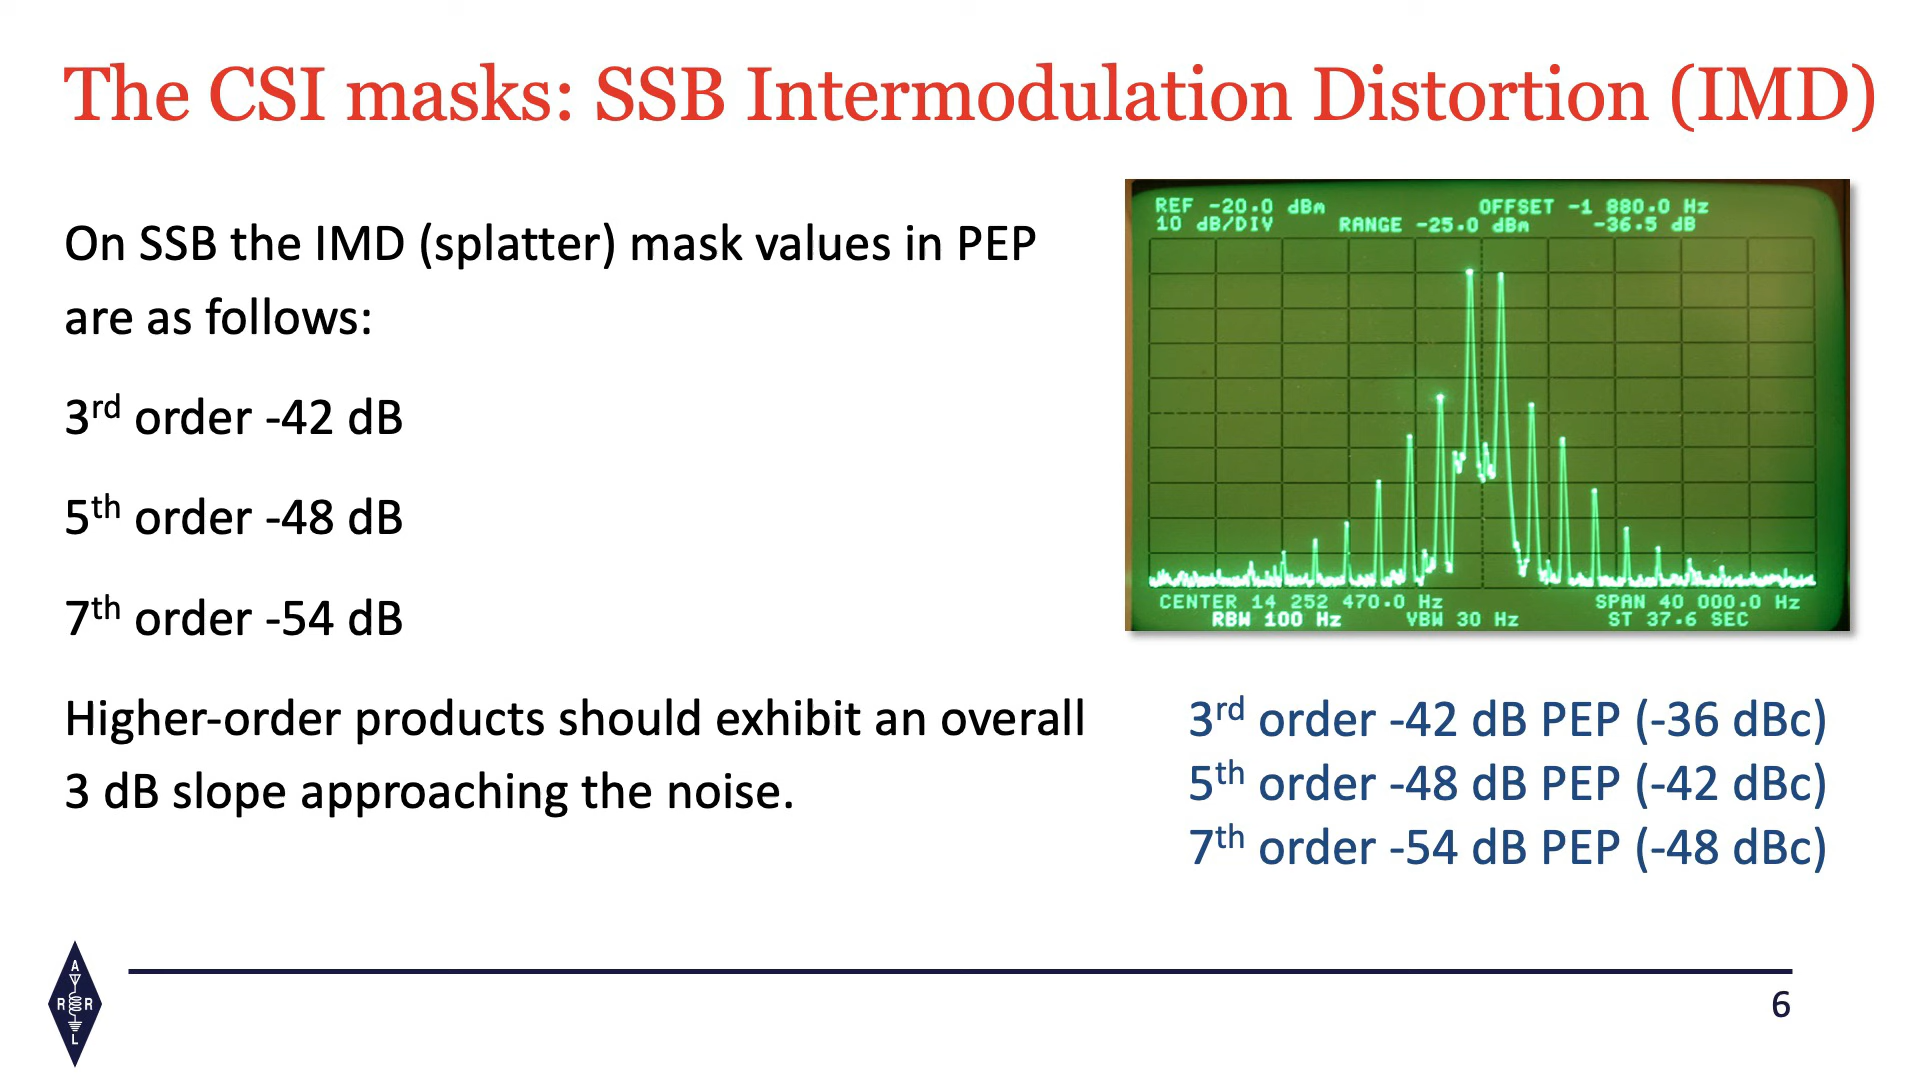 The CSI masks: SSB Intermodulation Distortion (IMD)
On SSB the IMD (splatter) mask values in PEP
are as follows:
3rd order -42 dB
5th order -48 dB
7th order -54 dB
Higher-order products should exhibit an overall
3 dB slope approaching the noise.
REF -20.0 dBm OFFSET -1 880.0 Hz
10 dB/DIV RANGE -25.0 dBm -36.5 dB
CENTER 14 252 470.0 Hz SPAN 40 000.0 Hz
RBW 100 Hz VBW 30 Hz ST 37.6 SEC
3rd order -42 dB PEP (-36 dBc)
5th order -48 dB PEP (-42 dBc)
7th order -54 dB PEP (-48 dBc)
A
R R
L
6